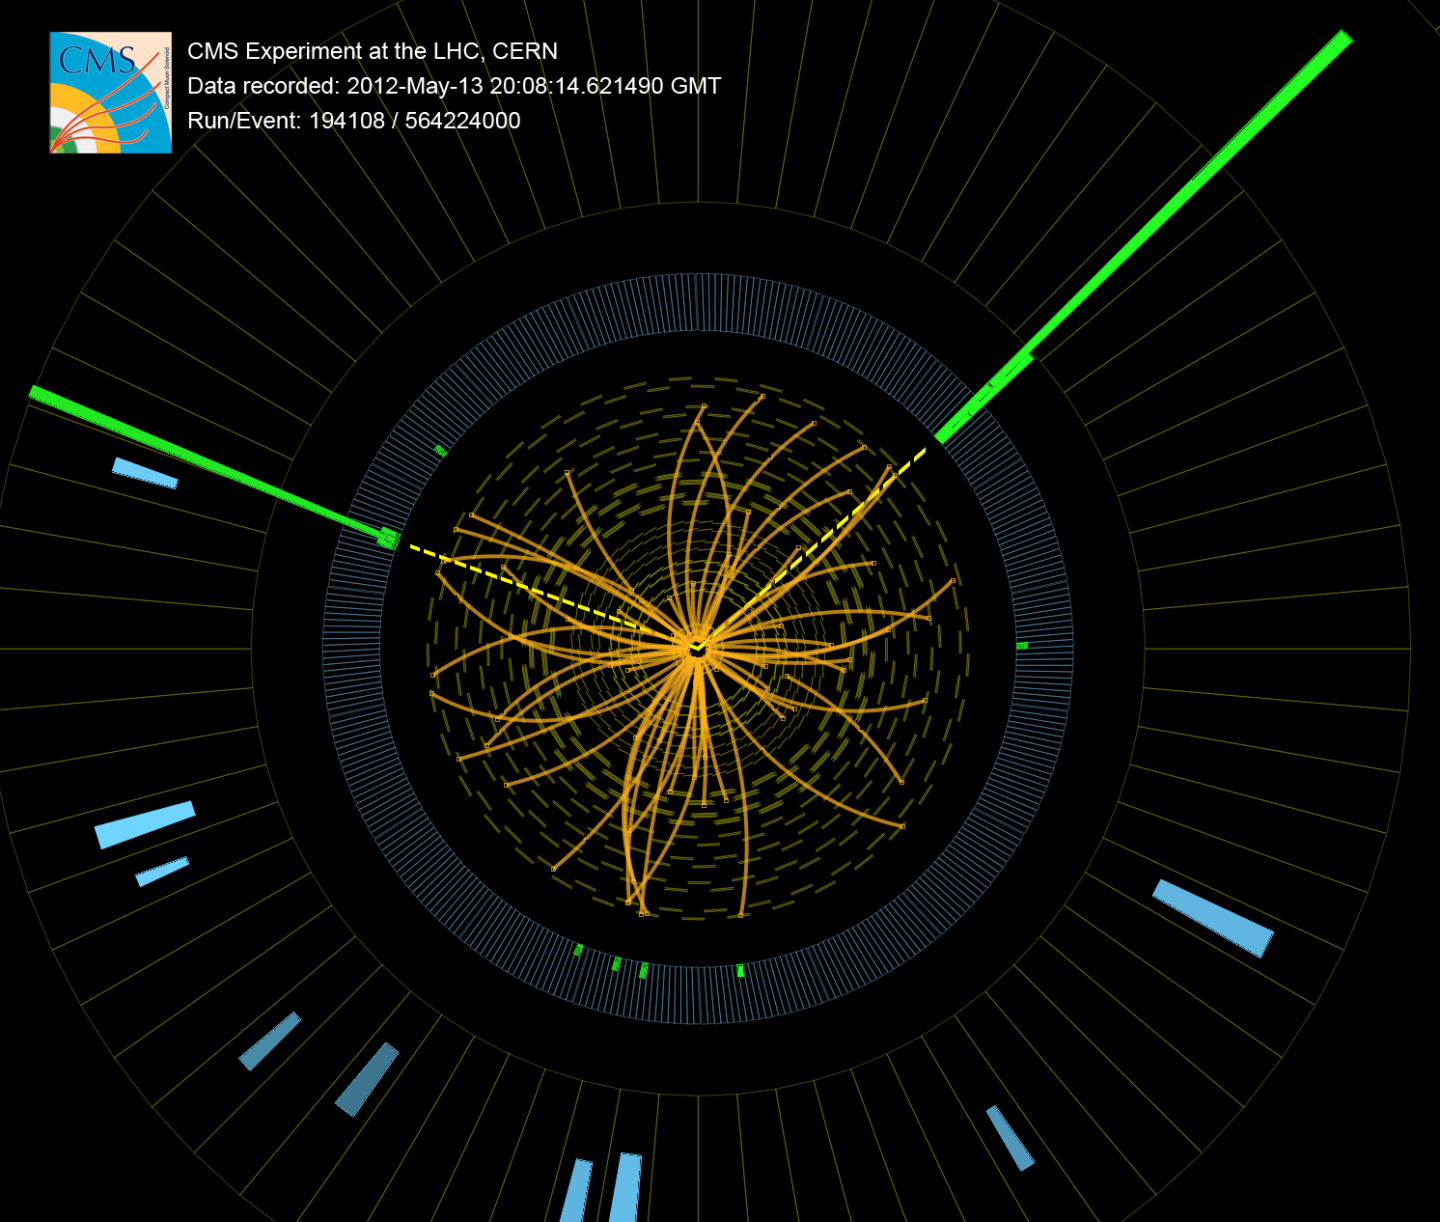 CMS
Compact Muon Solenoid
CMS Experiment at the LHC, CERN
Data recorded: 2012-May-13 20:08:14.621490 GMT
Run/Event: 194108 / 564224000